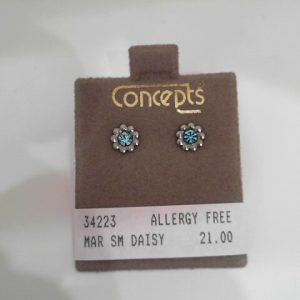 Concepts
34223 ALLERGY FREE
MAR SM DAISY 21.00